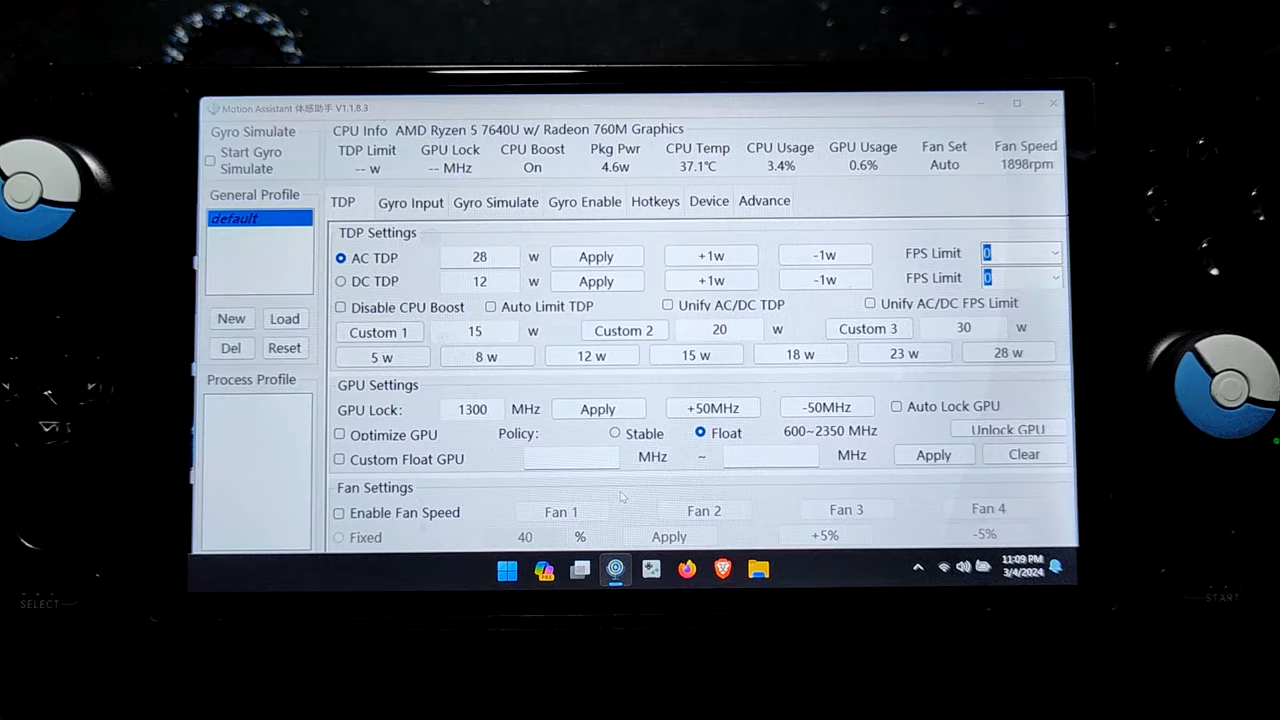 Motion Assistant 体感助手 V1.1.8.3
Gyro Simulate
Start Gyro
Simulate
CPU Info AMD Ryzen 5 7640U w/ Radeon 760M Graphics
TDP Limit GPU Lock CPU Boost Pkg Pwr CPU Temp CPU Usage GPU Usage Fan Set Fan Speed
-- w -- MHz On 4.6w 37.1℃ 3.4% 0.6% Auto 1898rpm
General Profile
default
New Load
Del Reset
Process Profile
TDP Gyro Input Gyro Simulate Gyro Enable Hotkeys Device Advance
TDP Settings
AC TDP 28 w Apply +1w -1w FPS Limit 0
DC TDP 12 w Apply +1w -1w FPS Limit 0
Disable CPU Boost Auto Limit TDP Unify AC/DC TDP Unify AC/DC FPS Limit
Custom 1 15 w Custom 2 20 w Custom 3 30 w
5 w 8 w 12 w 15 w 18 w 23 w 28 w
GPU Settings
GPU Lock: 1300 MHz Apply +50MHz -50MHz Auto Lock GPU
Optimize GPU Policy: Stable Float 600~2350 MHz Unlock GPU
Custom Float GPU MHz ~ MHz Apply Clear
Fan Settings
Enable Fan Speed Fan 1 Fan 2 Fan 3 Fan 4
Fixed 40 % Apply +5% -5%
PRE
11:09 PM
3/4/2024
SELECT
START